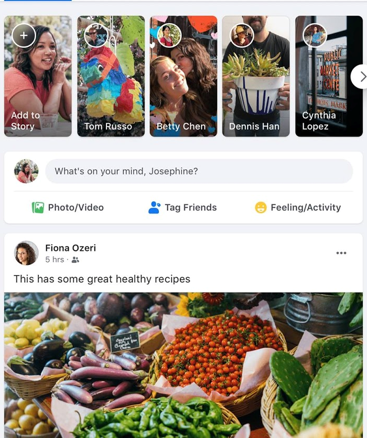 Add to
Story
Tom Russo
Betty Chen
Dennis Han
Cynthia
Lopez
What's on your mind, Josephine?
Photo/Video
Tag Friends
Feeling/Activity
Fiona Ozeri
5 hrs ·
This has some great healthy recipes